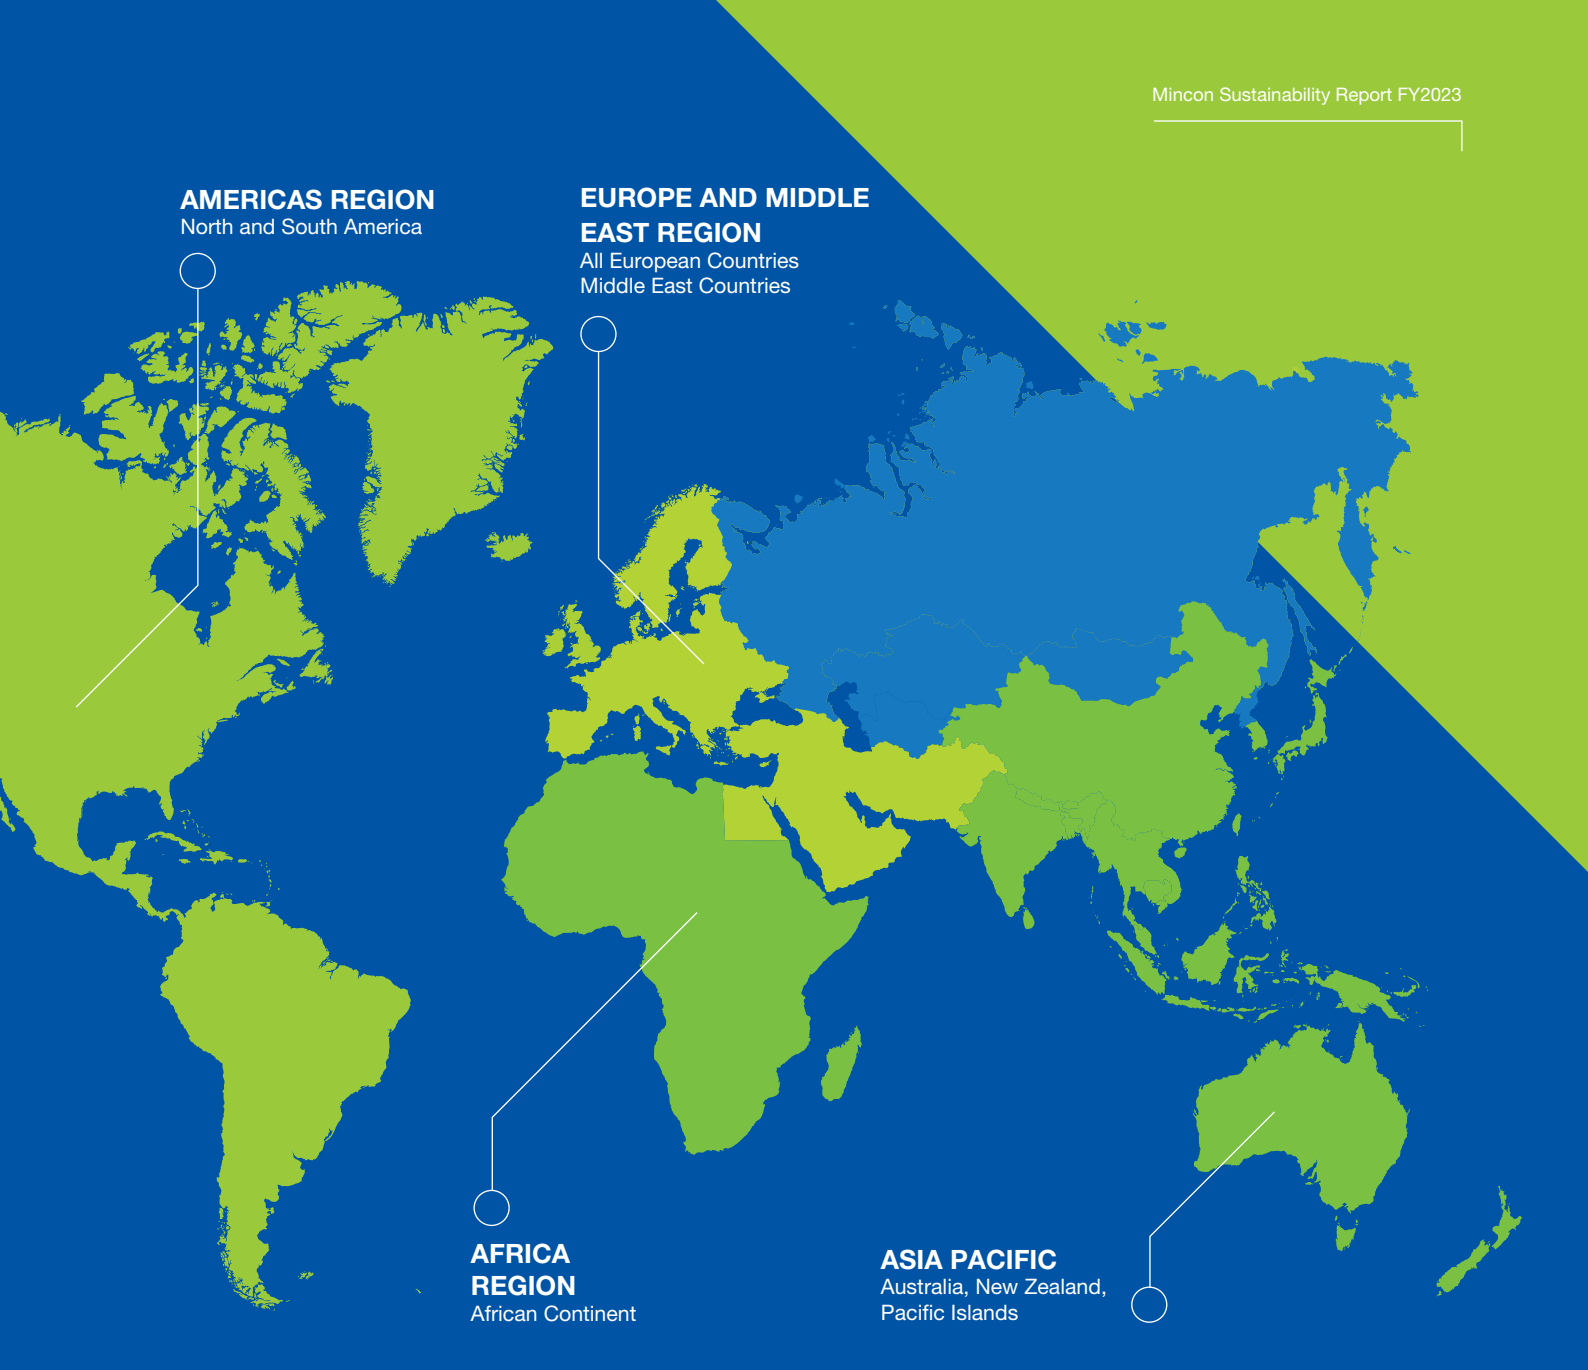 Mincon Sustainability Report FY2023
AMERICAS REGION
North and South America
EUROPE AND MIDDLE
EAST REGION
All European Countries
Middle East Countries
AFRICA
REGION
African Continent
ASIA PACIFIC
Australia, New Zealand,
Pacific Islands